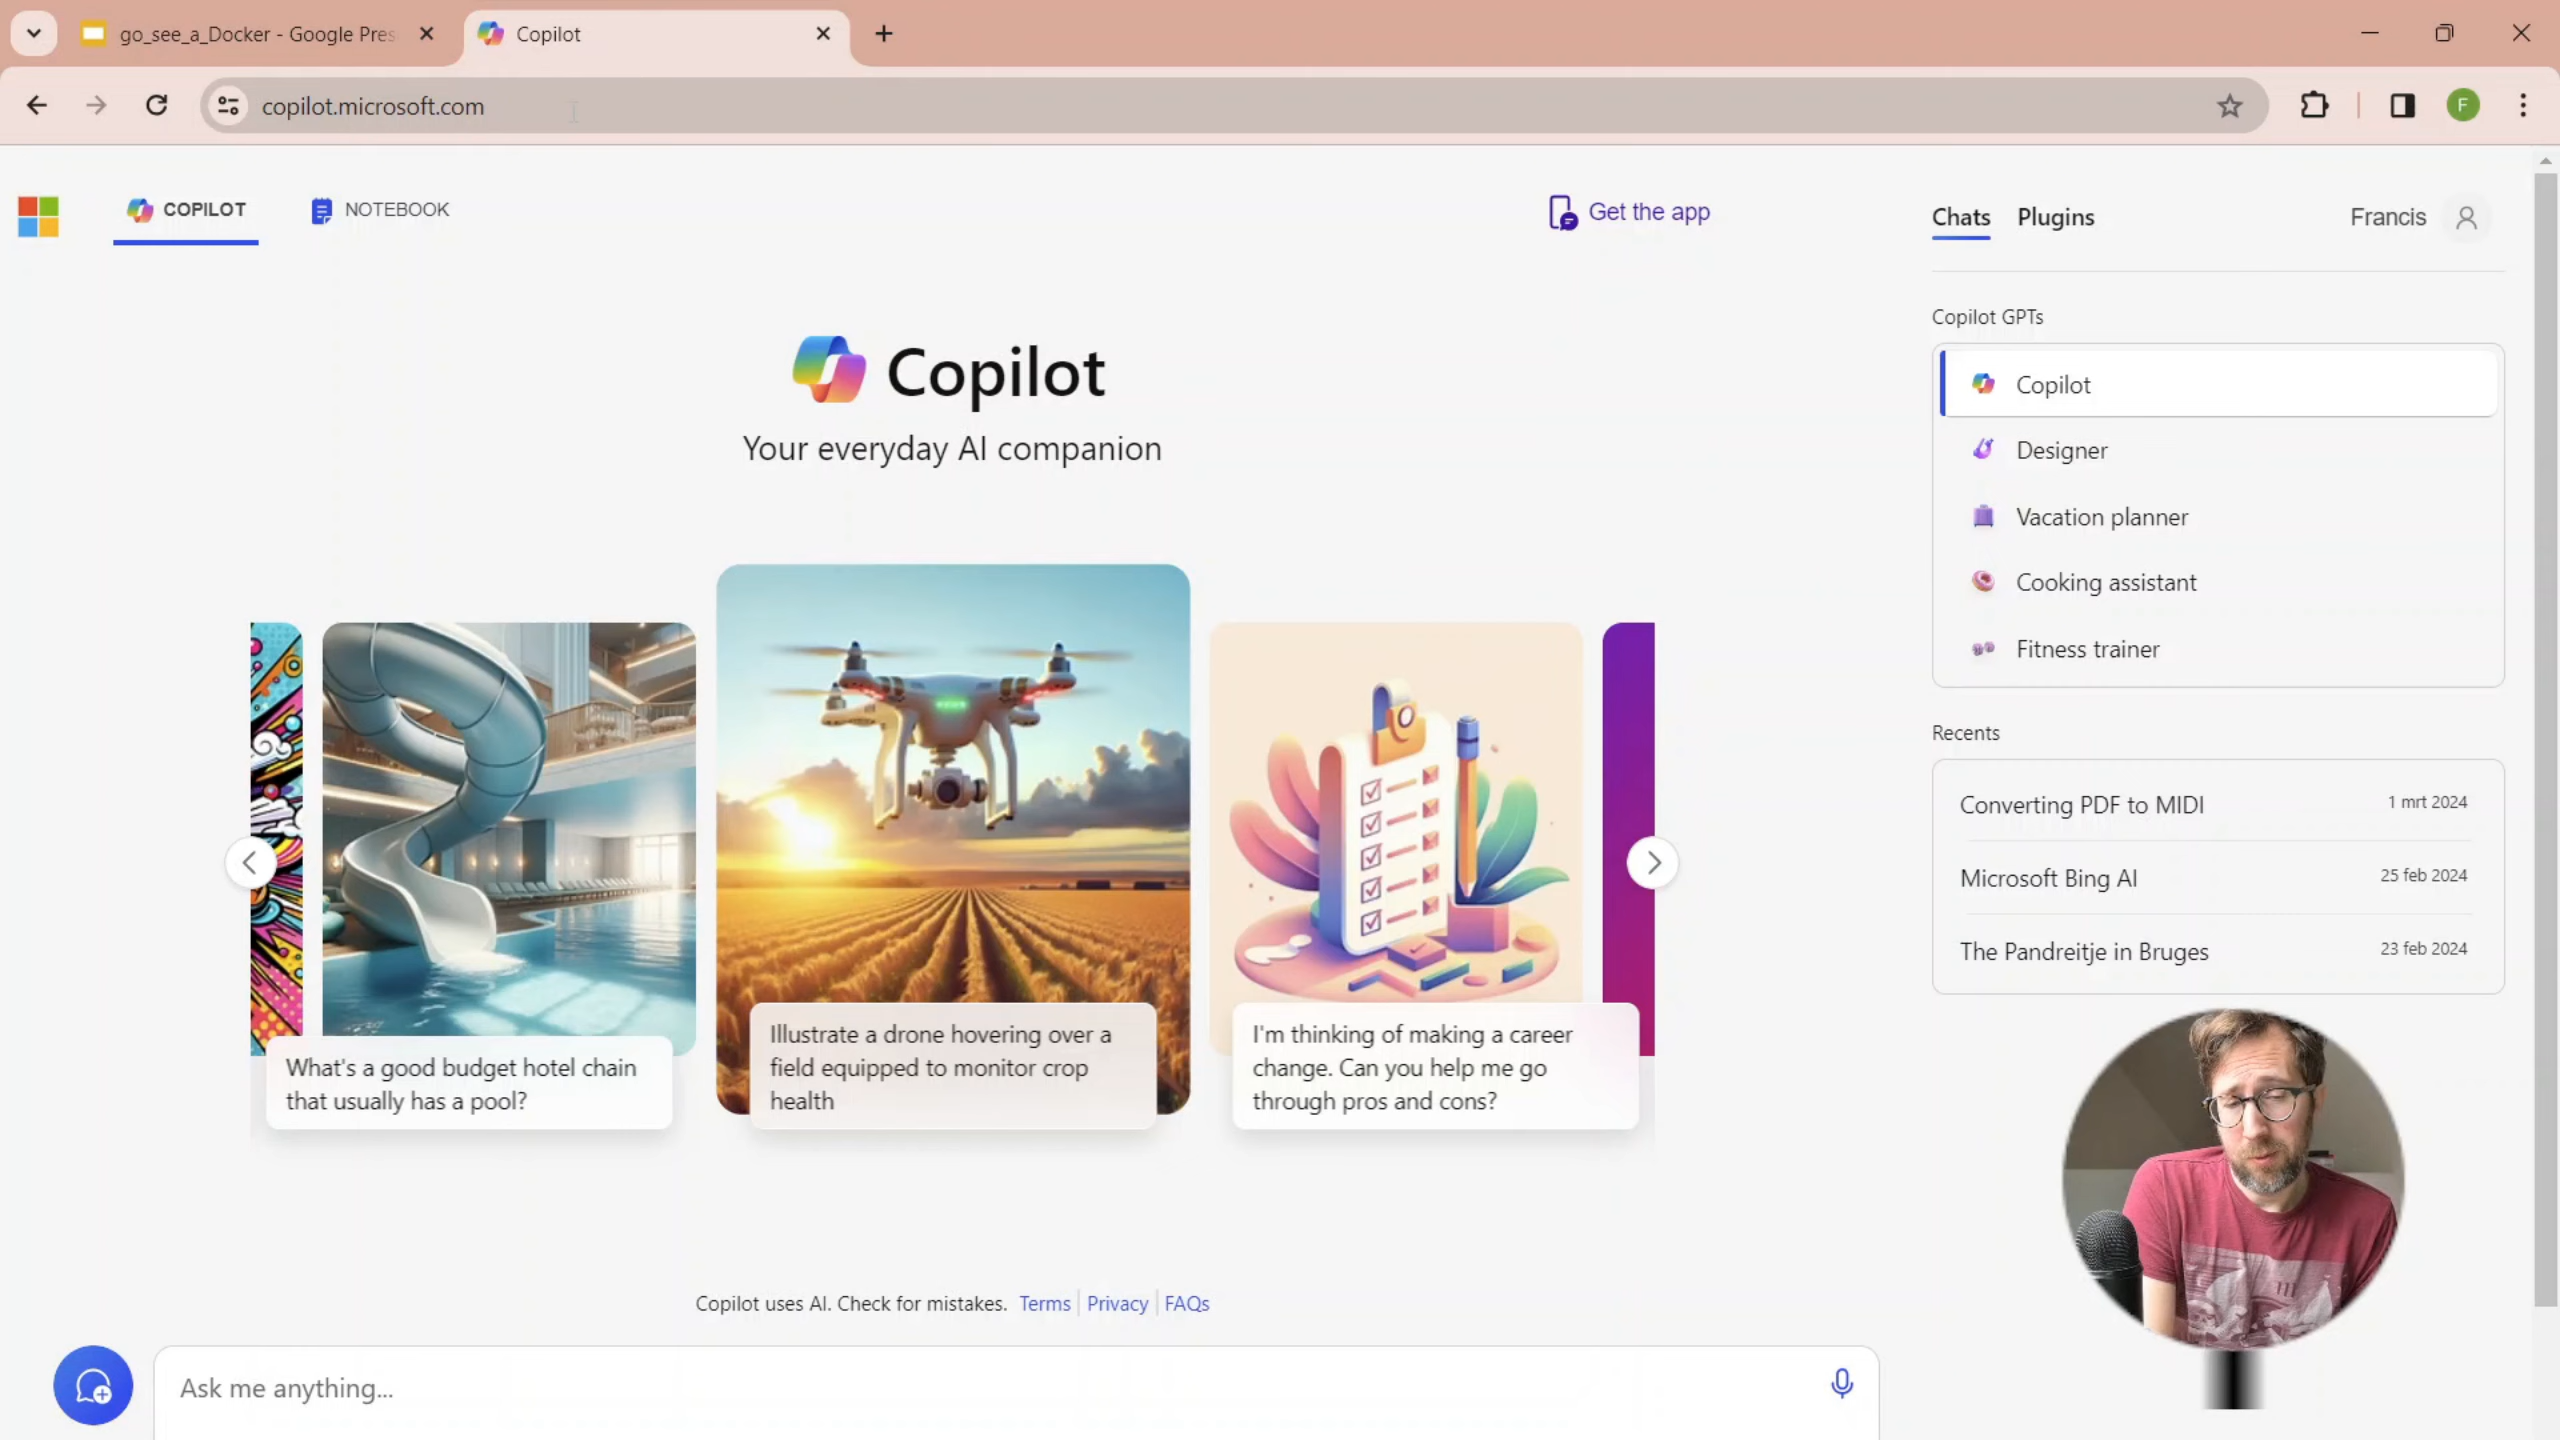 go_see_a_Docker - Google Pres
Copilot
copilot.microsoft.com
F
COPILOT
NOTEBOOK
Get the app
Chats
Plugins
Francis
Copilot
Your everyday AI companion
What's a good budget hotel chain
that usually has a pool?
Illustrate a drone hovering over a
field equipped to monitor crop
health
I'm thinking of making a career
change. Can you help me go
through pros and cons?
Copilot uses AI. Check for mistakes. Terms Privacy FAQs
Ask me anything...
Copilot GPTs
Copilot
Designer
Vacation planner
Cooking assistant
Fitness trainer
Recents
Converting PDF to MIDI 1 mrt 2024
Microsoft Bing AI 25 feb 2024
The Pandreitje in Bruges 23 feb 2024